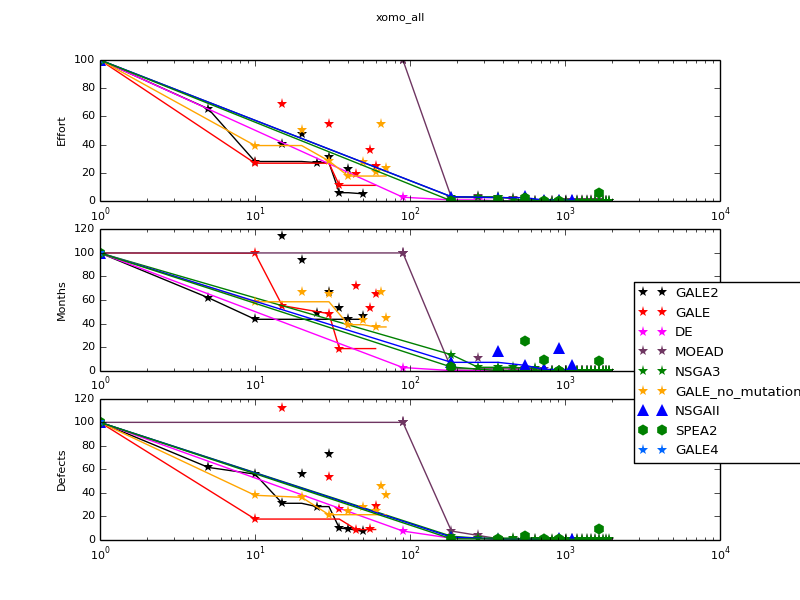 xomo_all
100
80
60
40
20
0
Effort
10^0
10^1
10^2
10^3
10^4
120
100
80
60
40
20
0
Months
10^0
10^1
10^2
10^3
GALE2
GALE
DE
MOEAD
NSGA3
GALE_no_mutation
NSGAII
SPEA2
GALE4
120
100
80
60
40
20
0
Defects
10^0
10^1
10^2
10^3
10^4